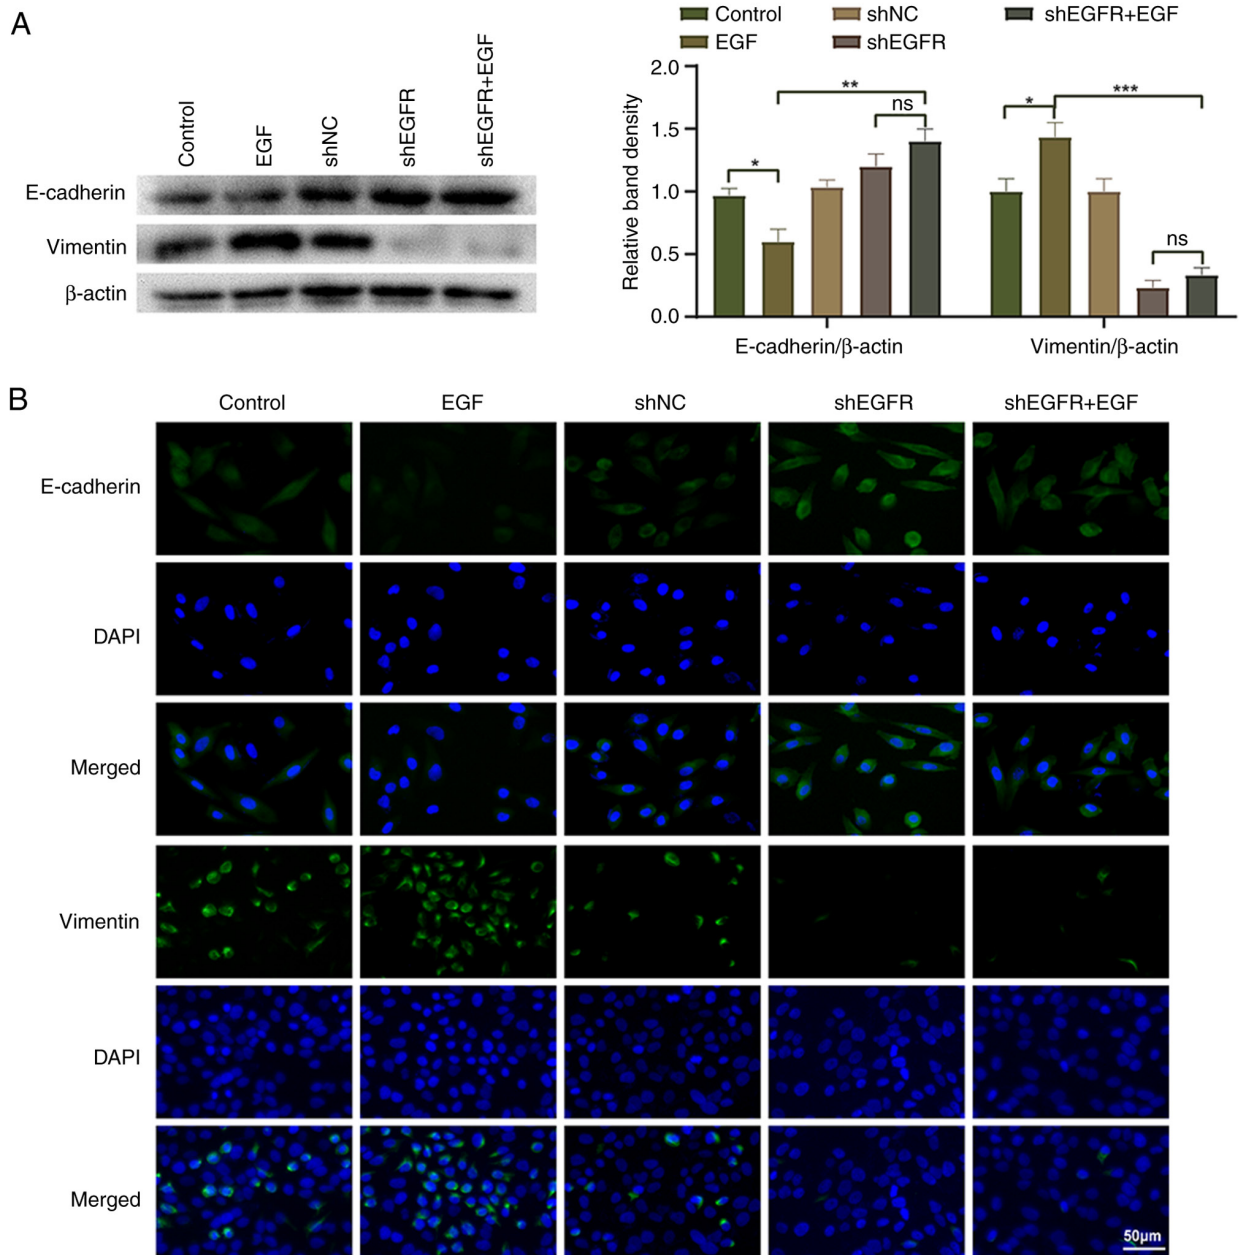 A
Control
EGF
shNC
shEGFR
shEGFR+EGF
E-cadherin
Vimentin
β-actin
Control
shNC
shEGFR+EGF
EGF
shEGFR
Relative band density
2.0
1.5
1.0
0.5
0.0
*
**
ns
*
***
ns
E-cadherin/β-actin
Vimentin/β-actin
B
Control
EGF
shNC
shEGFR
shEGFR+EGF
E-cadherin
DAPI
Merged
Vimentin
DAPI
Merged
50µm